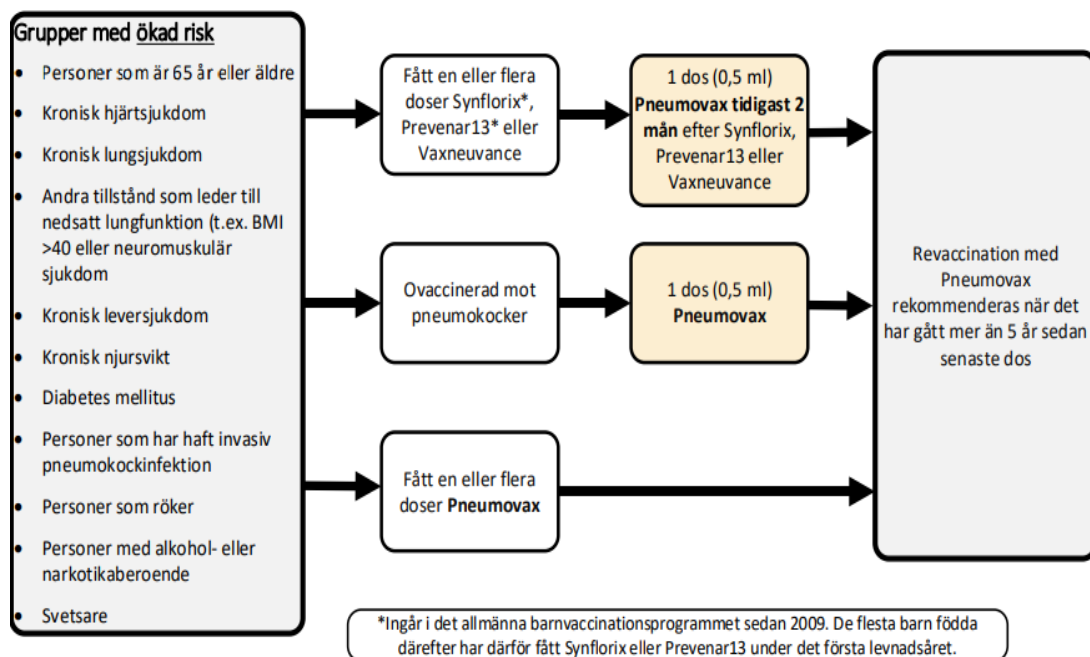 Grupper med ökad risk
• Personer som är 65 år eller äldre
• Kronisk hjärtsjukdom
• Kronisk lungsjukdom
• Andra tillstånd som leder till
nedsatt lungfunktion (t.ex. BMI
>40 eller neuromuskulär
sjukdom
• Kronisk leversjukdom
• Kronisk njursvikt
• Diabetes mellitus
• Personer som har haft invasiv
pneumokockinfektion
• Personer som röker
• Personer med alkohol- eller
narkotikaberoende
• Svetsare
Fått en eller flera
doser Synflorix*,
Prevenar13* eller
Vaxneuvance
1 dos (0,5 ml)
Pneumovax tidigast 2
mån efter Synflorix,
Prevenar13 eller
Vaxneuvance
Ovaccinerad mot
pneumokocker
1 dos (0,5 ml)
Pneumovax
Fått en eller flera
doser Pneumovax
Revaccination med
Pneumovax
rekommenderas när det
har gått mer än 5 år sedan
senaste dos
*Ingår i det allmänna barnvaccinationsprogrammet sedan 2009. De flesta barn födda
därefter har därför fått Synflorix eller Prevenar13 under det första levnadsåret.